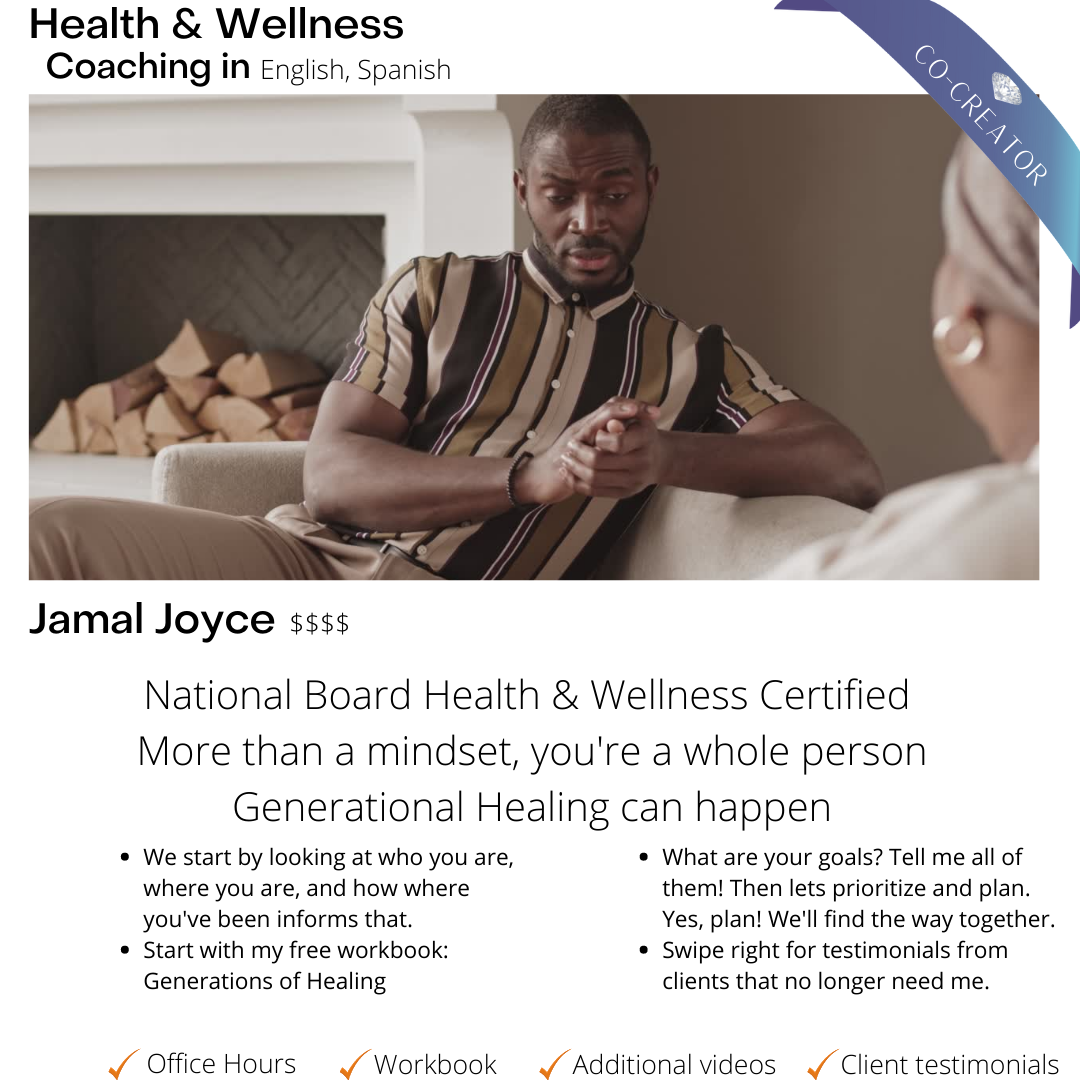 Health & Wellness
Coaching in English, Spanish
CO-CREATOR
Jamal Joyce $$$$
National Board Health & Wellness Certified
More than a mindset, you're a whole person
Generational Healing can happen
• We start by looking at who you are,
where you are, and how where
you've been informs that.
• Start with my free workbook:
Generations of Healing
• What are your goals? Tell me all of
them! Then lets prioritize and plan.
Yes, plan! We'll find the way together.
• Swipe right for testimonials from
clients that no longer need me.
✓ Office Hours ✓ Workbook ✓ Additional videos ✓ Client testimonials